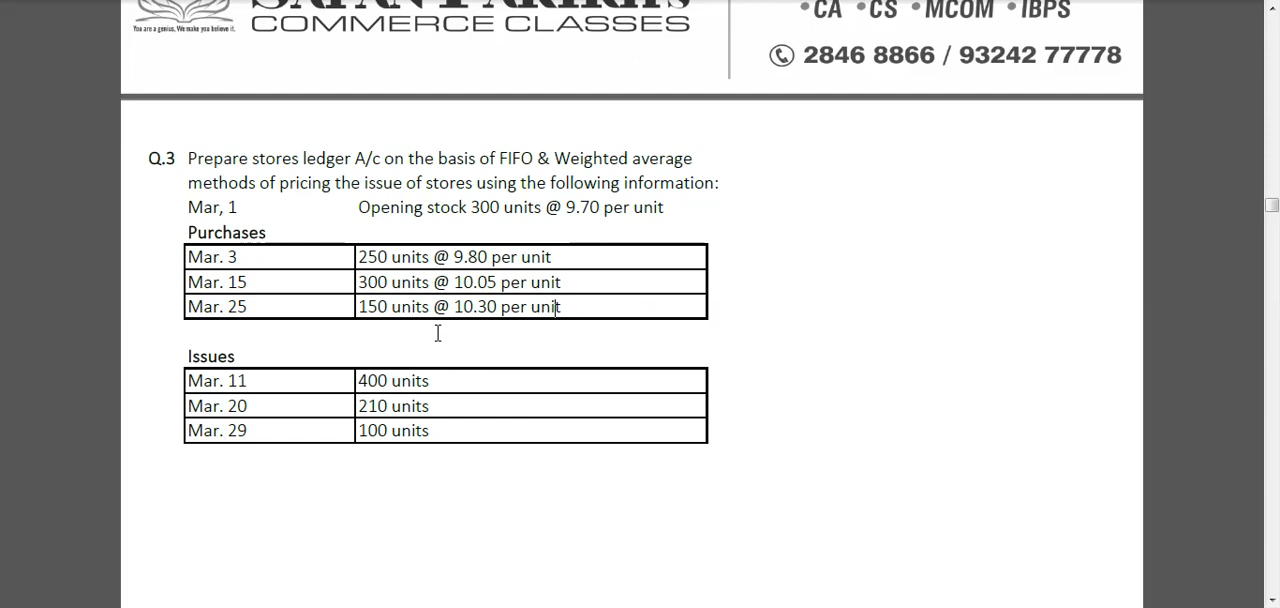 COMMERCE CLASSES
You are a genius, We make you believe it.
•CA •CS •MCOM •IBPS
2846 8866 / 93242 77778
Q.3 Prepare stores ledger A/c on the basis of FIFO & Weighted average
methods of pricing the issue of stores using the following information:
Mar, 1 Opening stock 300 units @ 9.70 per unit
Purchases
Mar. 3 250 units @ 9.80 per unit
Mar. 15 300 units @ 10.05 per unit
Mar. 25 150 units @ 10.30 per unit
Issues
Mar. 11 400 units
Mar. 20 210 units
Mar. 29 100 units